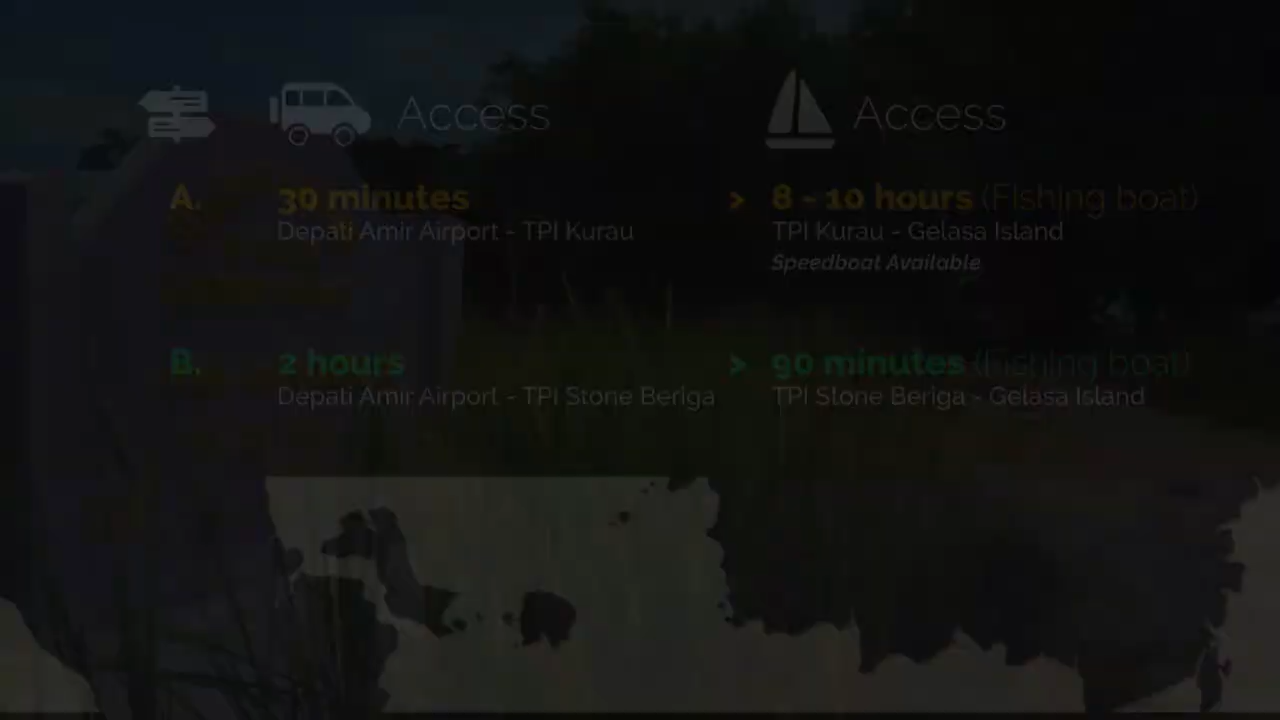 Access
Access
A. 30 minutes
Depati Amir Airport - TPI Kurau
> 8 - 10 hours (Fishing boat)
TPI Kurau - Gelasa Island
Speedboat Available
B. 2 hours
Depati Amir Airport - TPI Stone Beriga
> 90 minutes (Fishing boat)
TPI Stone Beriga - Gelasa Island